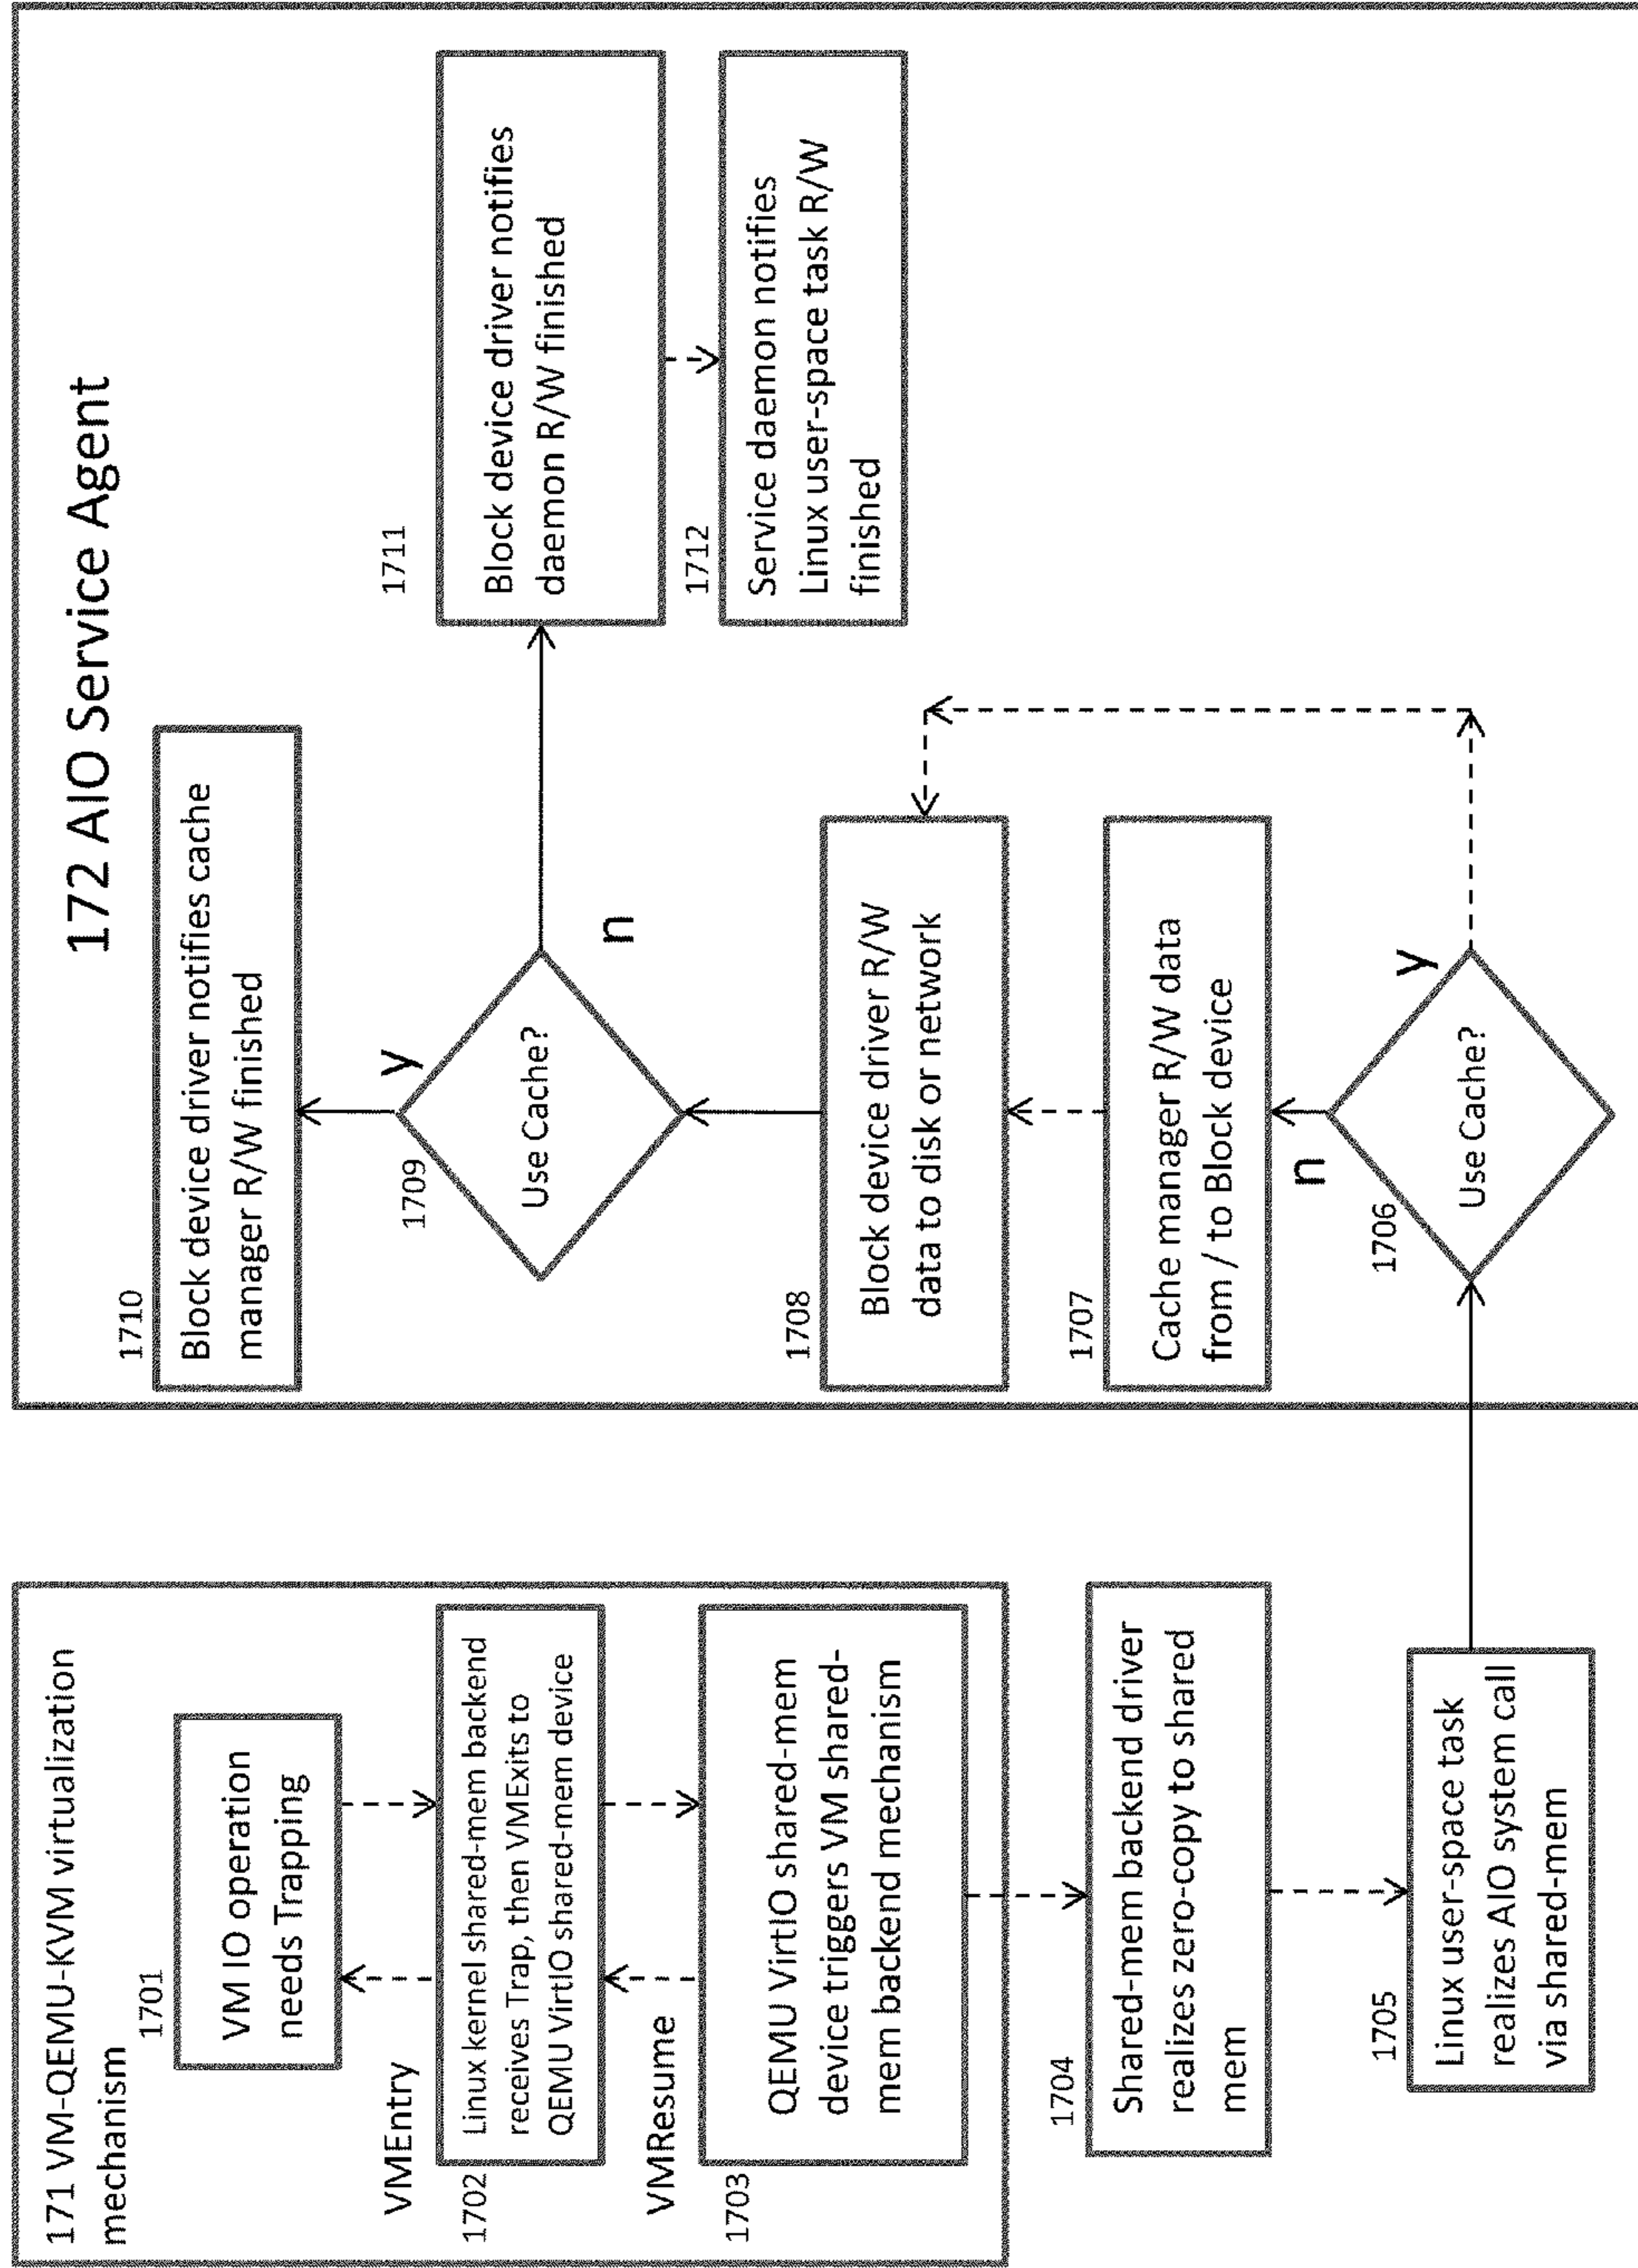 171 VM-QEMU-KVM virtualization
mechanism
1701
VM IO operation
needs Trapping
VMEntry
1702
Linux kernel shared-mem backend
receives Trap, then VMExits to
QEMU VirtIO shared-mem device
VMResume
1703
QEMU VirtIO shared-mem
device triggers VM shared-
mem backend mechanism
1704
Shared-mem backend driver
realizes zero-copy to shared
mem
1705
Linux user-space task
realizes AIO system call
via shared-mem
172 AIO Service Agent
1710
Block device driver notifies cache
manager R/W finished
y
1709
Use Cache?
n
1711
Block device driver notifies
daemon R/W finished
1712
Service daemon notifies
Linux user-space task R/W
finished
1708
Block device driver R/W
data to disk or network
1707
Cache manager R/W data
from / to Block device
n
y
1706
Use Cache?